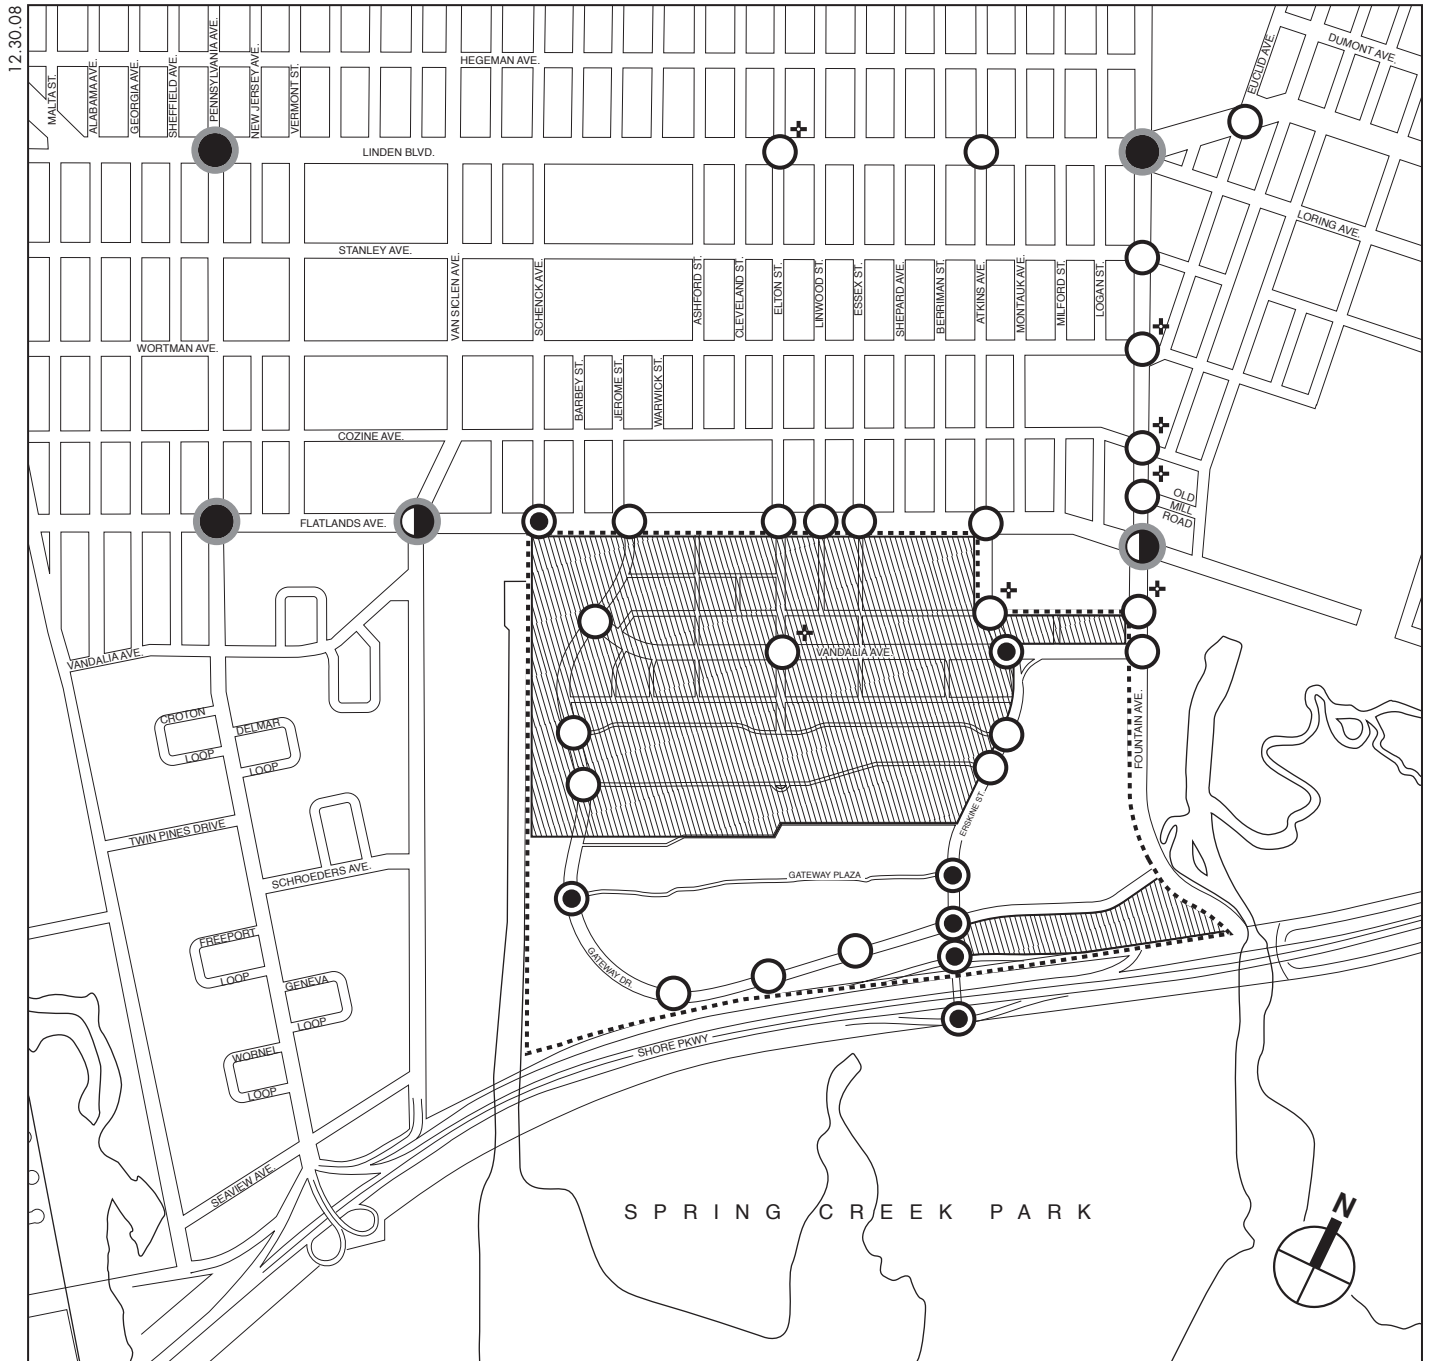 12.30.08
MALTA ST.
ALABAMA AVE.
GEORGIA AVE.
SHEFFIELD AVE.
PENNSYLVANIA AVE.
NEW JERSEY AVE.
VERMONT ST.
HEGEMAN AVE.
EUCLID AVE.
DUMONT AVE.
LINDEN BLVD.
LORING AVE.
STANLEY AVE.
VAN SICLEN AVE.
SCHENCK AVE.
ASHFORD ST.
CLEVELAND ST.
ELTON ST.
LINWOOD ST.
ESSEX ST.
SHEPARD AVE.
BERRIMAN ST.
ATKINS AVE.
MONTAUK AVE.
MILFORD ST.
LOGAN ST.
WORTMAN AVE.
BARBEY ST.
JEROME ST.
WARWICK ST.
COZINE AVE.
OLD
MILL
ROAD
FLATLANDS AVE.
VANDALIA AVE.
VANDALIA AVE.
CROTON
LOOP
DELMAR
LOOP
FOUNTAIN AVE.
ERSKINE ST.
TWIN PINES DRIVE
SCHROEDERS AVE.
GATEWAY PLAZA
FREEPORT
LOOP
GATEWAY DR.
GENEVA
LOOP
SHORE PKWY
WORNEL
LOOP
SEAVIEW AVE.
SPRING CREEK PARK
N